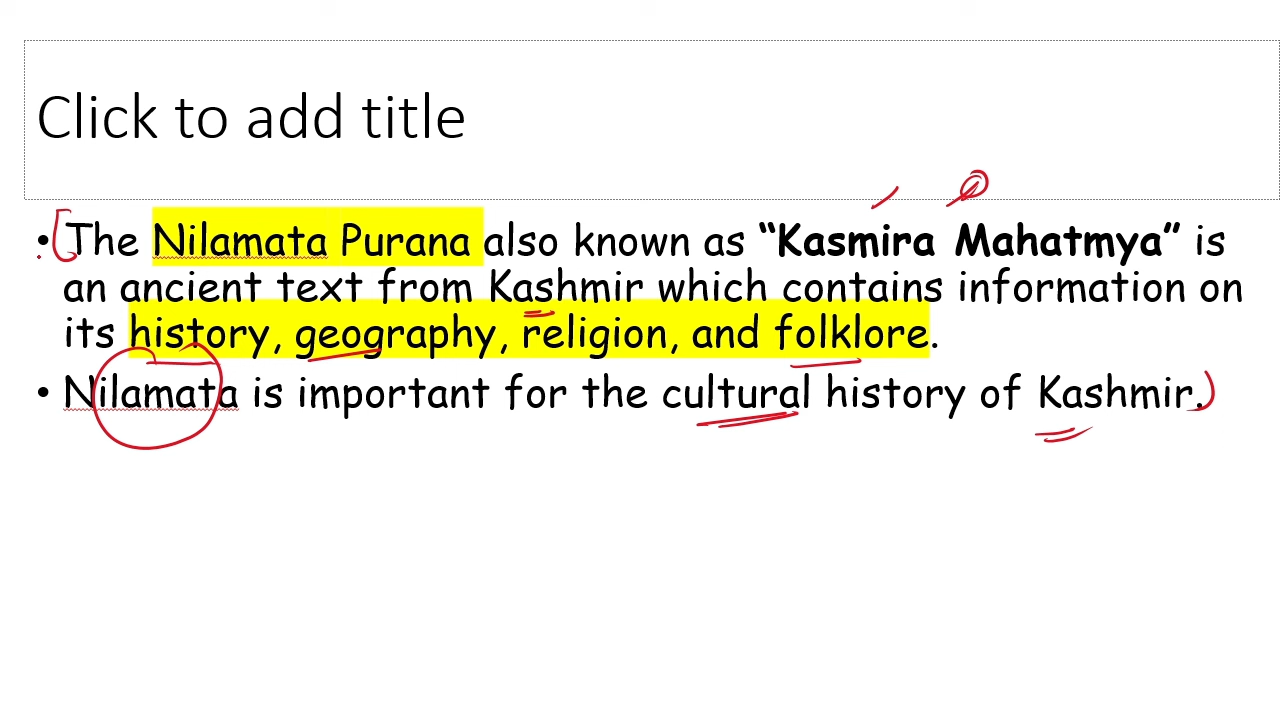 Click to add title
• The Nilamata Purana also known as “Kasmira Mahatmya” is
an ancient text from Kashmir which contains information on
its history, geography, religion, and folklore.
• Nilamata is important for the cultural history of Kashmir.